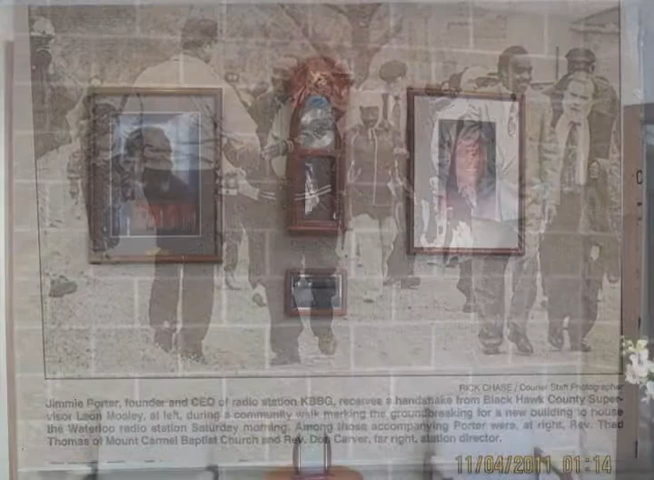 RICK CHASE / Courier Staff Photographer
Jimmie Porter, founder and CEO of radio station KBBG, receives a handshake from Black Hawk County Super-
visor Leon Mosley, at left, during a community walk marking the groundbreaking for a new building to house
the Waterloo radio station Saturday morning. Among those accompanying Porter were, at right, Rev. Thad
Thomas of Mount Carmel Baptist Church and Rev. Don Carver, far right, station director.
11/04/2011 01:14